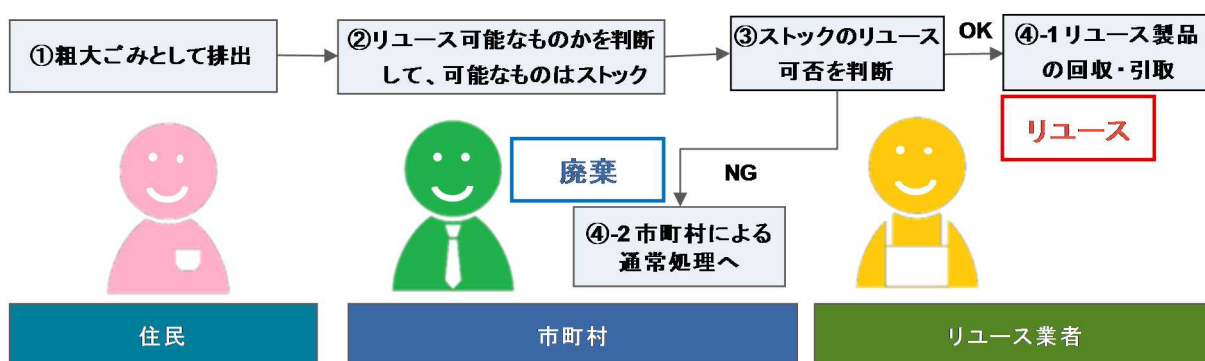 ①粗大ごみとして排出
②リユース可能なものかを判断
して、可能なものはストック
③ストックのリユース
可否を判断
OK
④-1リユース製品
の回収・引取
リユース
廃棄
NG
④-2市町村による
通常処理へ
住民
市町村
リユース業者